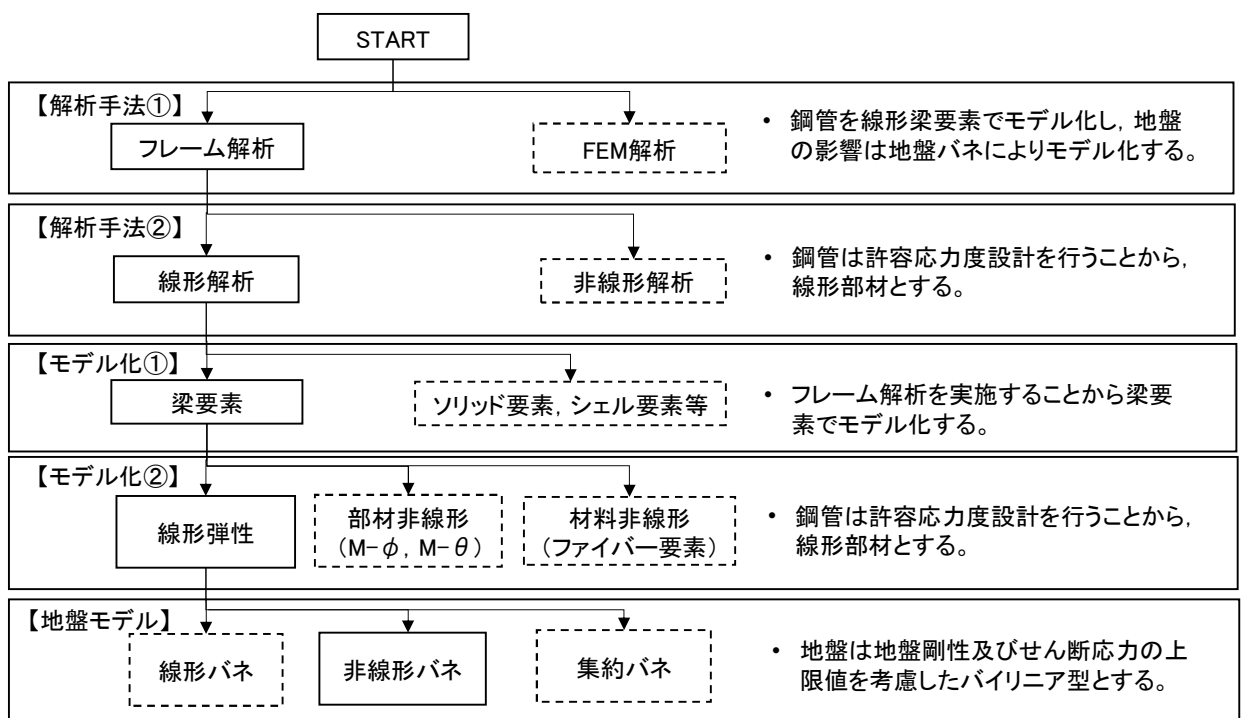 START
【解析手法①】
フレーム解析
FEM解析
・ 鋼管を線形梁要素でモデル化し，地盤
の影響は地盤バネによりモデル化する。
【解析手法②】
線形解析
非線形解析
・ 鋼管は許容応力度設計を行うことから，
線形部材とする。
【モデル化①】
梁要素
ソリッド要素，シェル要素等
・ フレーム解析を実施することから梁要
素でモデル化する。
【モデル化②】
線形弾性
部材非線形
（M-φ，M-θ）
材料非線形
（ファイバー要素）
・ 鋼管は許容応力度設計を行うことから，
線形部材とする。
【地盤モデル】
線形バネ
非線形バネ
集約バネ
・ 地盤は地盤剛性及びせん断応力の上
限値を考慮したバイリニア型とする。